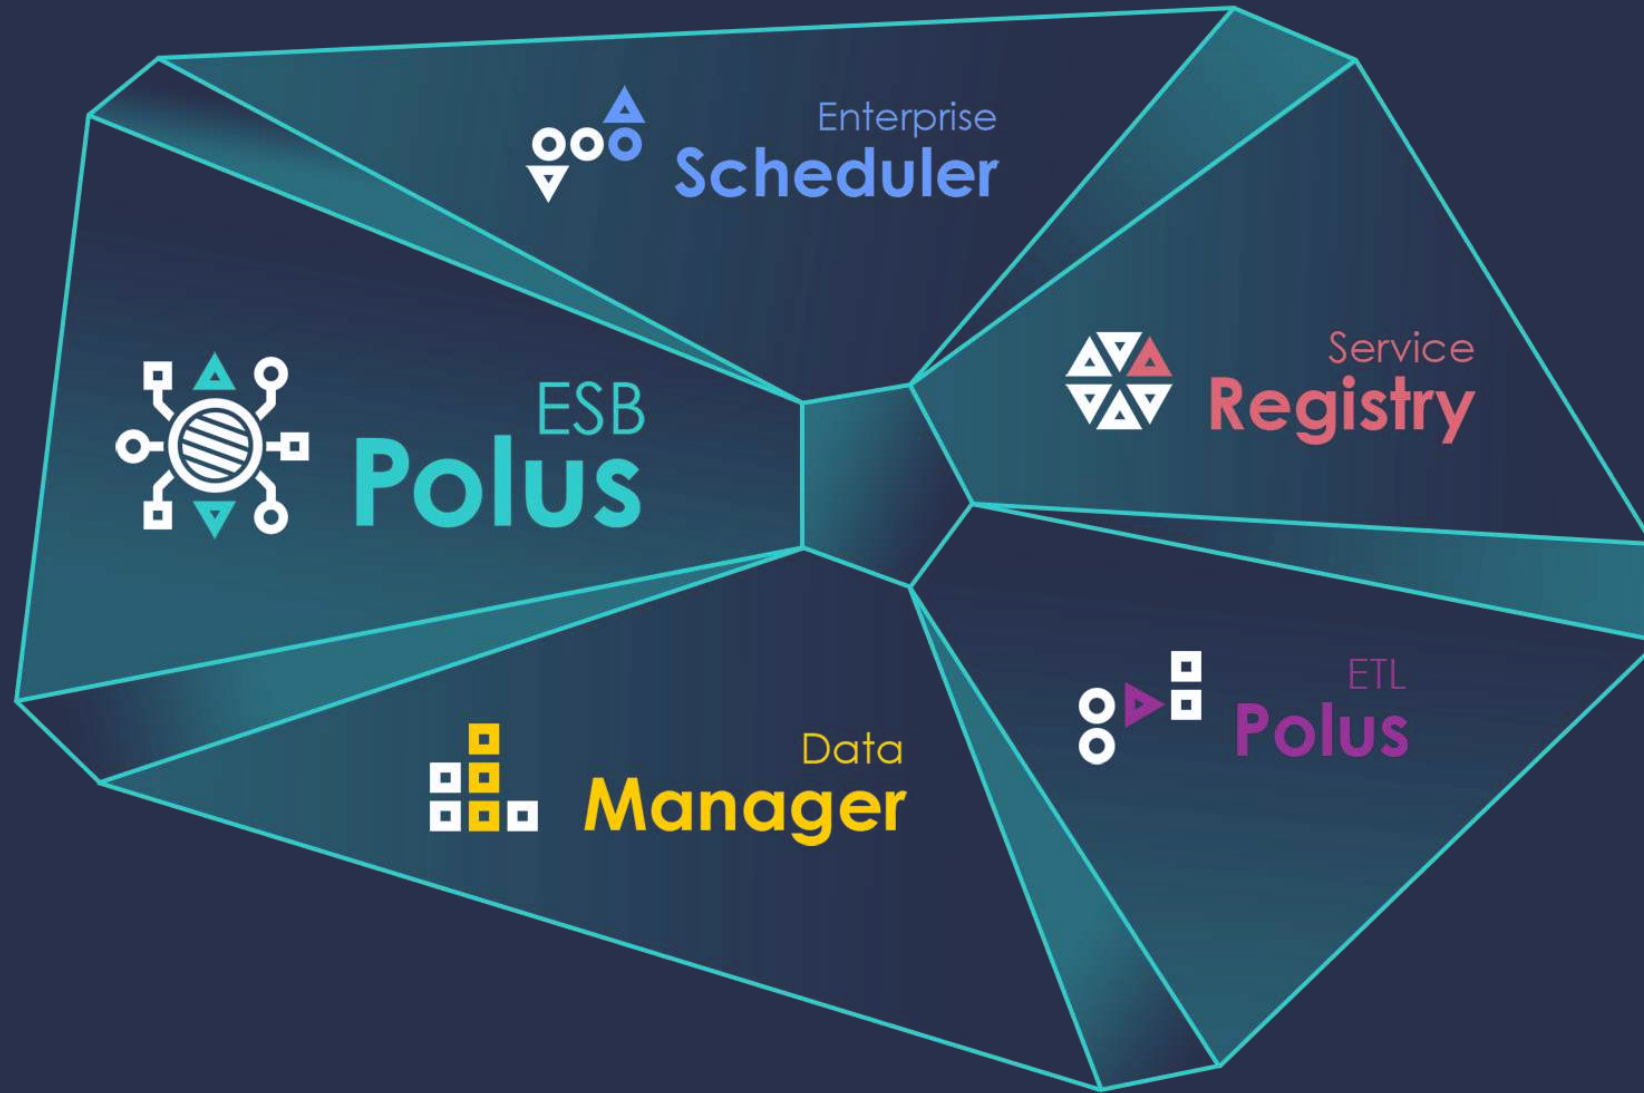 Enterprise
Scheduler
Service
Registry
ESB
Polus
ETL
Polus
Data
Manager